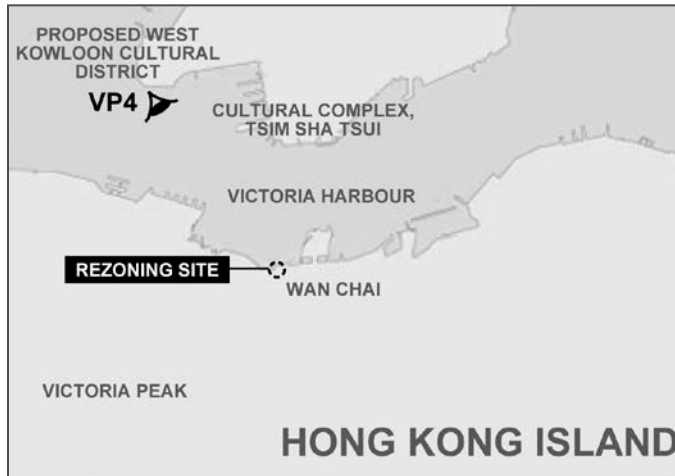 PROPOSED WEST
KOWLOON CULTURAL
DISTRICT
VP4
CULTURAL COMPLEX,
TSIM SHA TSUI
VICTORIA HARBOUR
REZONING SITE
WAN CHAI
VICTORIA PEAK
HONG KONG ISLAND